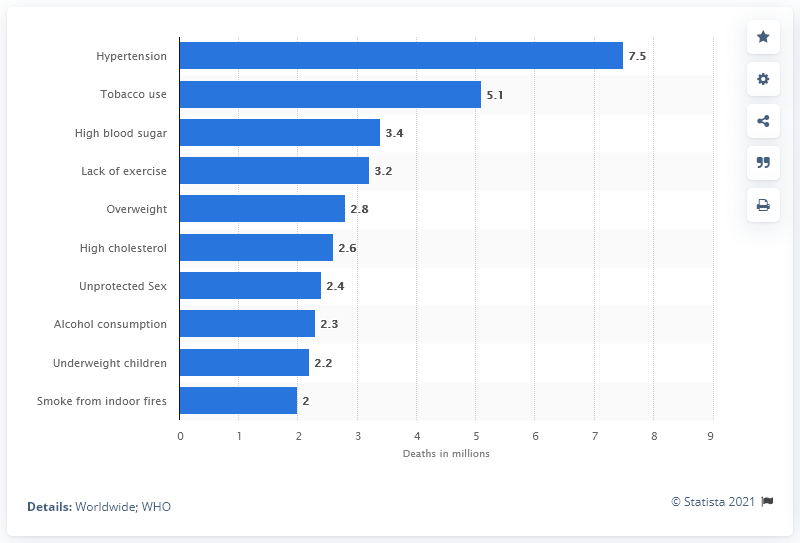 Hypertension 7.5
Tobacco use 5.1
High blood sugar 3.4
Lack of exercise 3.2
Overweight 2.8
High cholesterol 2.6
Unprotected Sex 2.4
Alcohol consumption 2.3
Underweight children 2.2
Smoke from indoor fires 2
0 1 2 3 4 5 6 7 8 9
Deaths in millions
Details: Worldwide; WHO
© Statista 2021